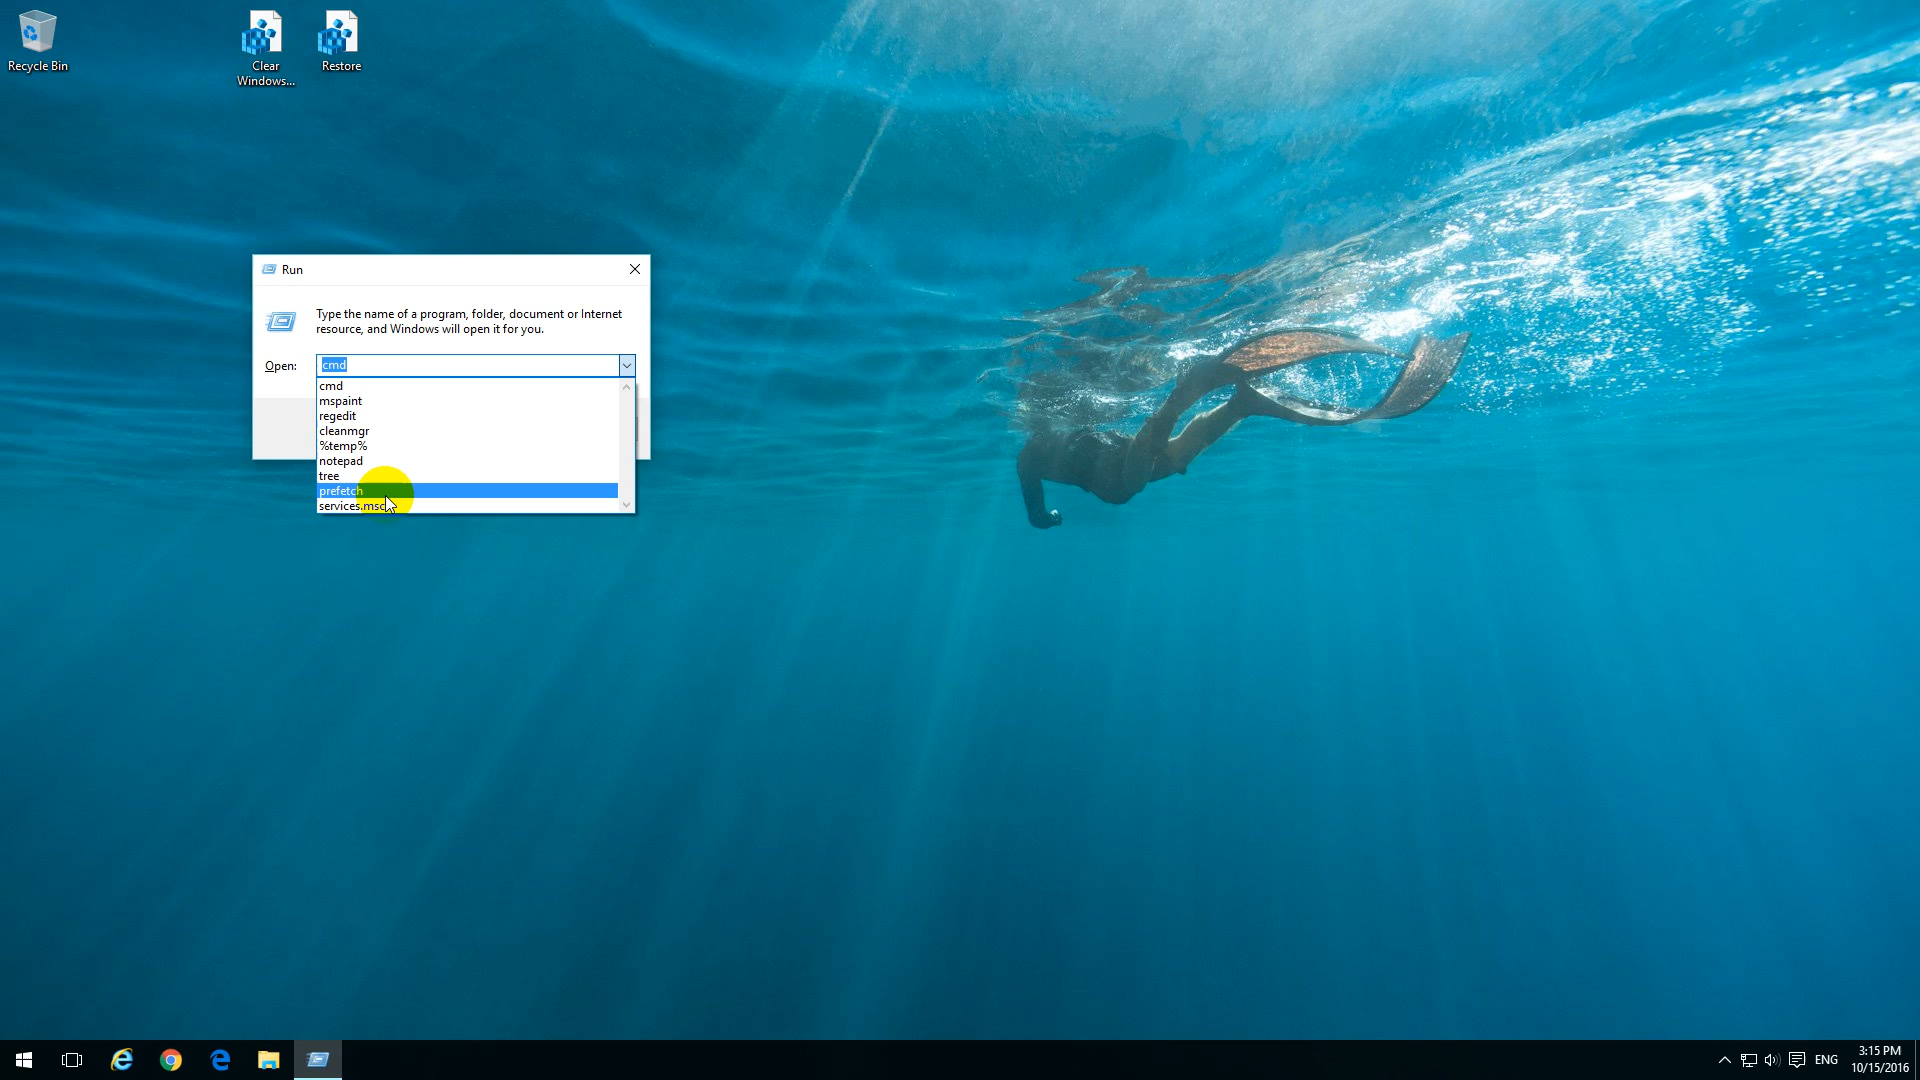 Recycle Bin
Clear
Windows...
Restore
Run
Type the name of a program, folder, document or Internet
resource, and Windows will open it for you.
Open:
cmd
cmd
mspaint
regedit
cleanmgr
%temp%
notepad
tree
prefetch
services.msc
ENG
3:15 PM
10/15/2016